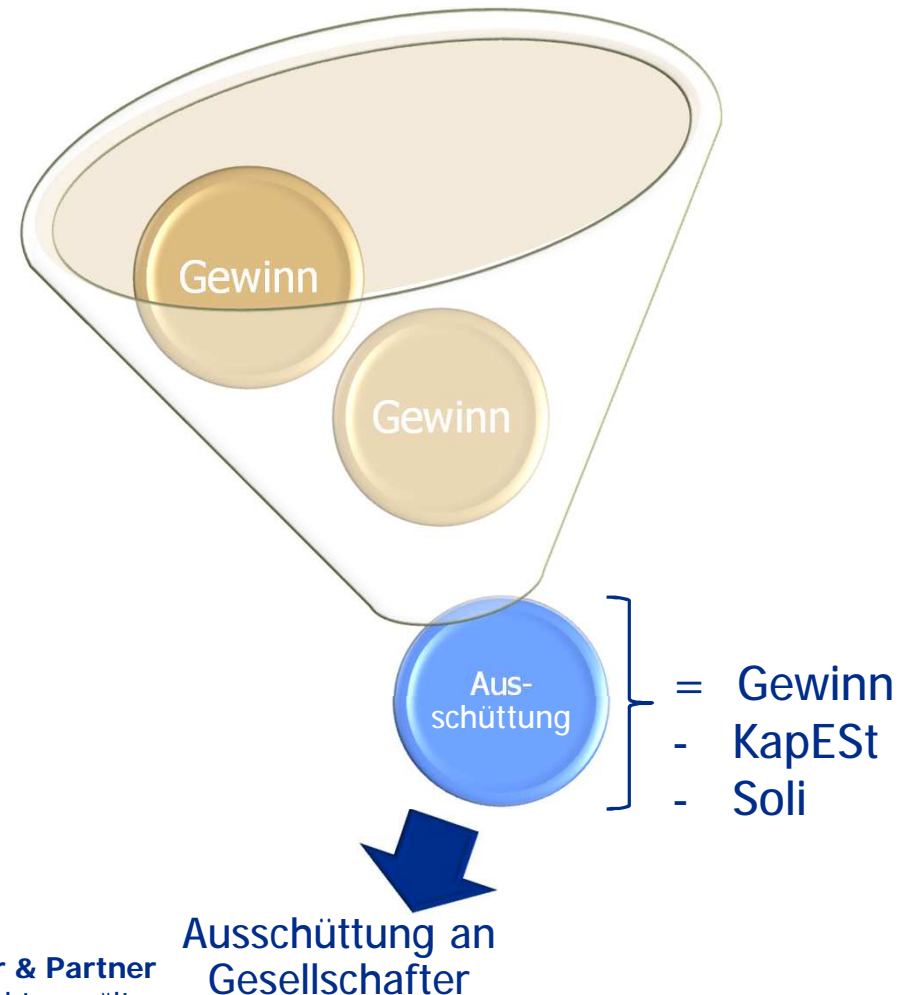 Gewinn
Gewinn
Aus-
schüttung
= Gewinn
- KapESt
- Soli
Ausschüttung an
Gesellschafter
& Partner